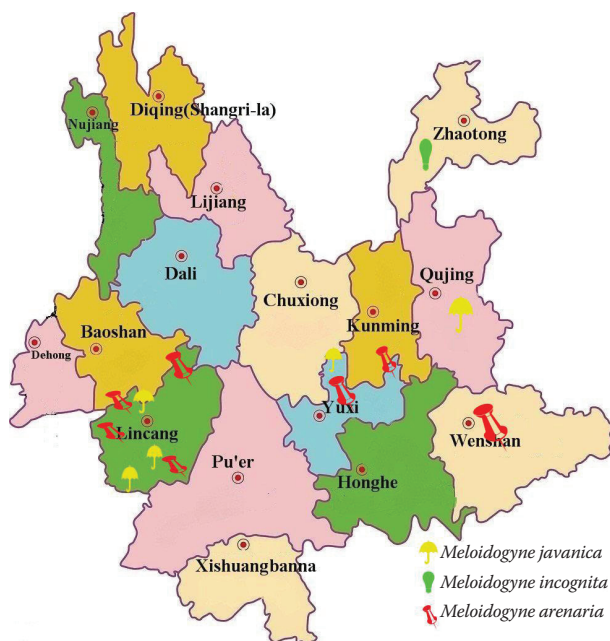 Diqing(Shangri-la)
Nujiang
Zhaotong
Lijiang
Dali
Qujing
Chuxiong
Kunming
Baoshan
Dehong
Lincang
Yuxi
Wenshan
Pu'er
Honghe
Xishuangbanna
Meloidogyne javanica
Meloidogyne incognita
Meloidogyne arenaria